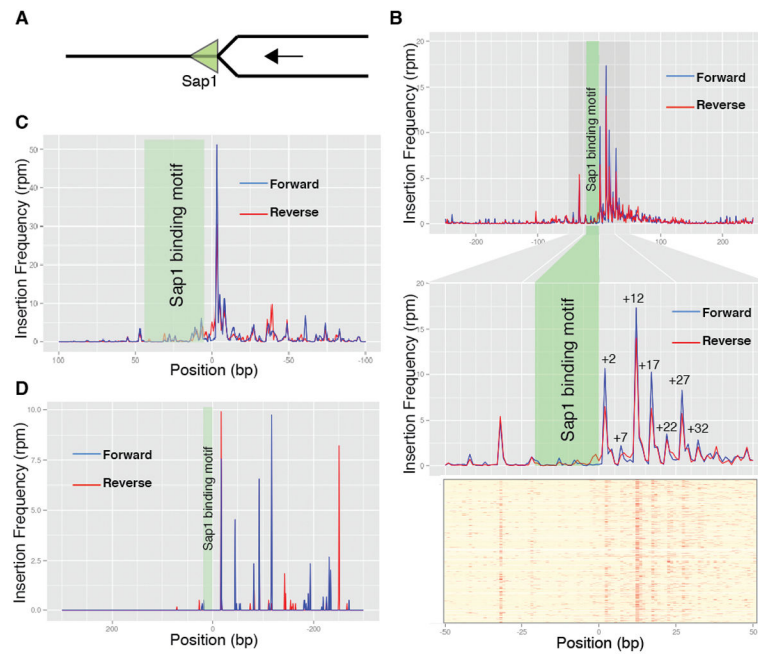 A
Sap1
B
Insertion Frequency (rpm)
20
15
10
5
0
Sap1 binding motif
Forward
Reverse
-200
-100
0
100
200
C
Insertion Frequency (rpm)
50
40
30
20
10
0
Sap1 binding motif
Forward
Reverse
100
50
0
-50
-100
Position (bp)
Insertion Frequency (rpm)
20
15
10
5
0
Sap1 binding motif
+2
+7
+12
+17
+22
+27
+32
Forward
Reverse
D
Insertion Frequency (rpm)
10.0
7.5
5.0
2.5
0.0
Forward
Reverse
Sap1 binding motif
200
0
-200
Position (bp)
-50
-25
0
25
50
Position (bp)